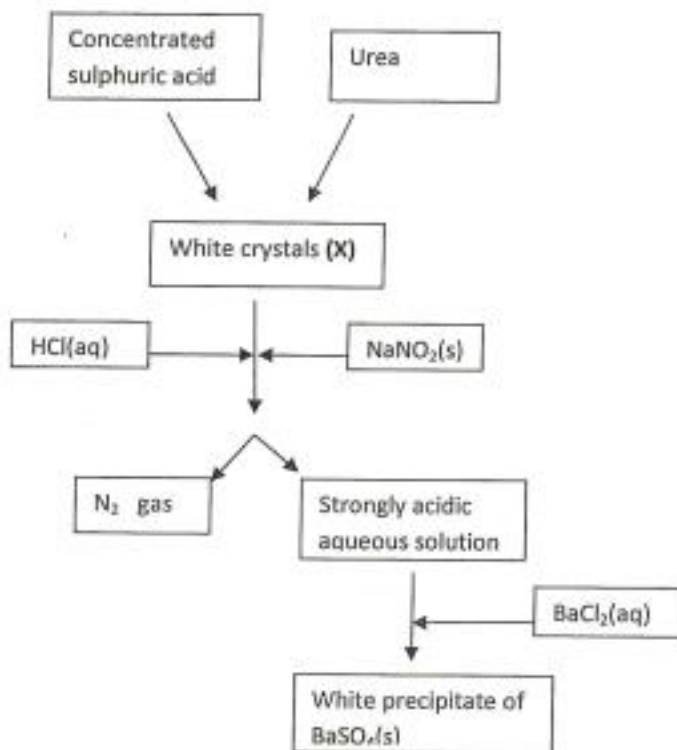 Concentrated
sulphuric acid
Urea
White crystals (X)
HCl(aq)
NaNO₂(s)
N₂ gas
Strongly acidic
aqueous solution
BaCl₂(aq)
White precipitate of
BaSO₄(s)